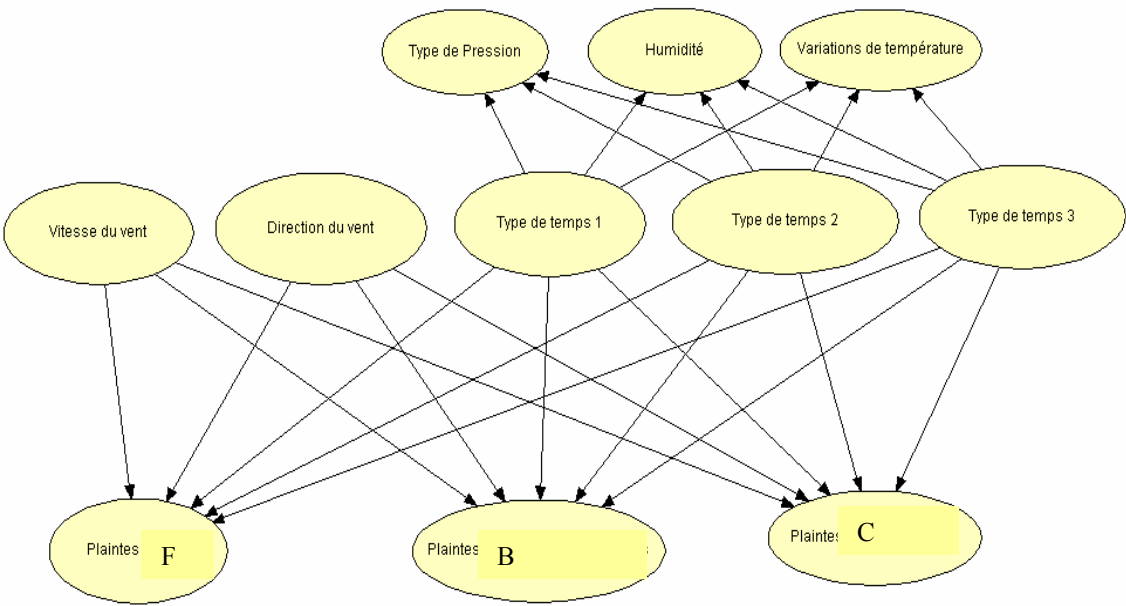 Type de Pression
Humidité
Variations de température
Vitesse du vent
Direction du vent
Type de temps 1
Type de temps 2
Type de temps 3
Plaintes F
Plaintes B
Plaintes C